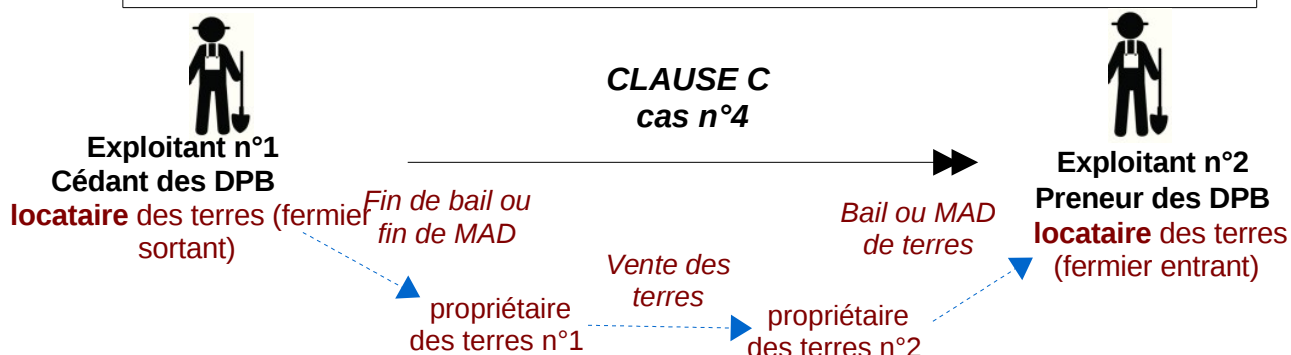 CLAUSE C
cas n°4
Exploitant n°1
Cédant des DPB
locataire des terres (fermier
sortant)
Fin de bail ou
fin de MAD
Vente des
terres
Bail ou MAD
de terres
Exploitant n°2
Preneur des DPB
locataire des terres
(fermier entrant)
propriétaire
des terres n°1
propriétaire
des terres n°2